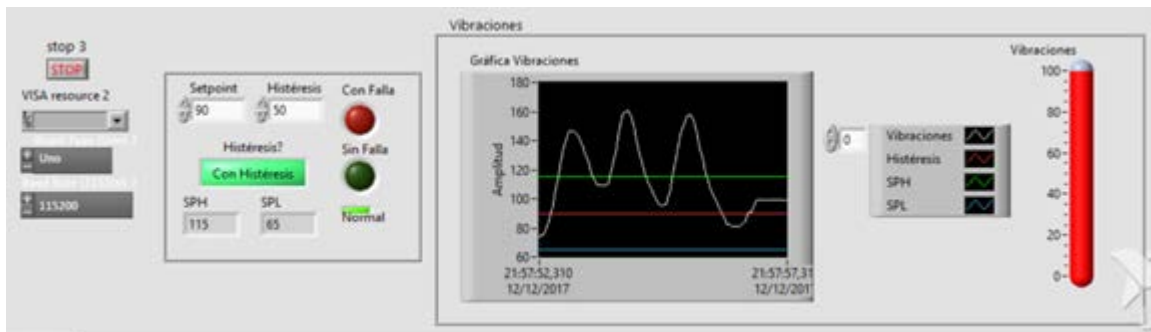 Vibraciones
stop 3
STOP
VISA resource 2
Uno
115200
Setpoint
Histéresis
90
50
Con Falla
Histéresis?
Con Histéresis
Sin Falla
SPH
SPL
115
65
Normal
Gráfica Vibraciones
Amplitud
180
160
140
120
100
80
60
21:57:52,310
12/12/2017
21:57:57,31
12/12/201
0
Vibraciones
Histéresis
SPH
SPL
Vibraciones
100
80
60
40
20
0